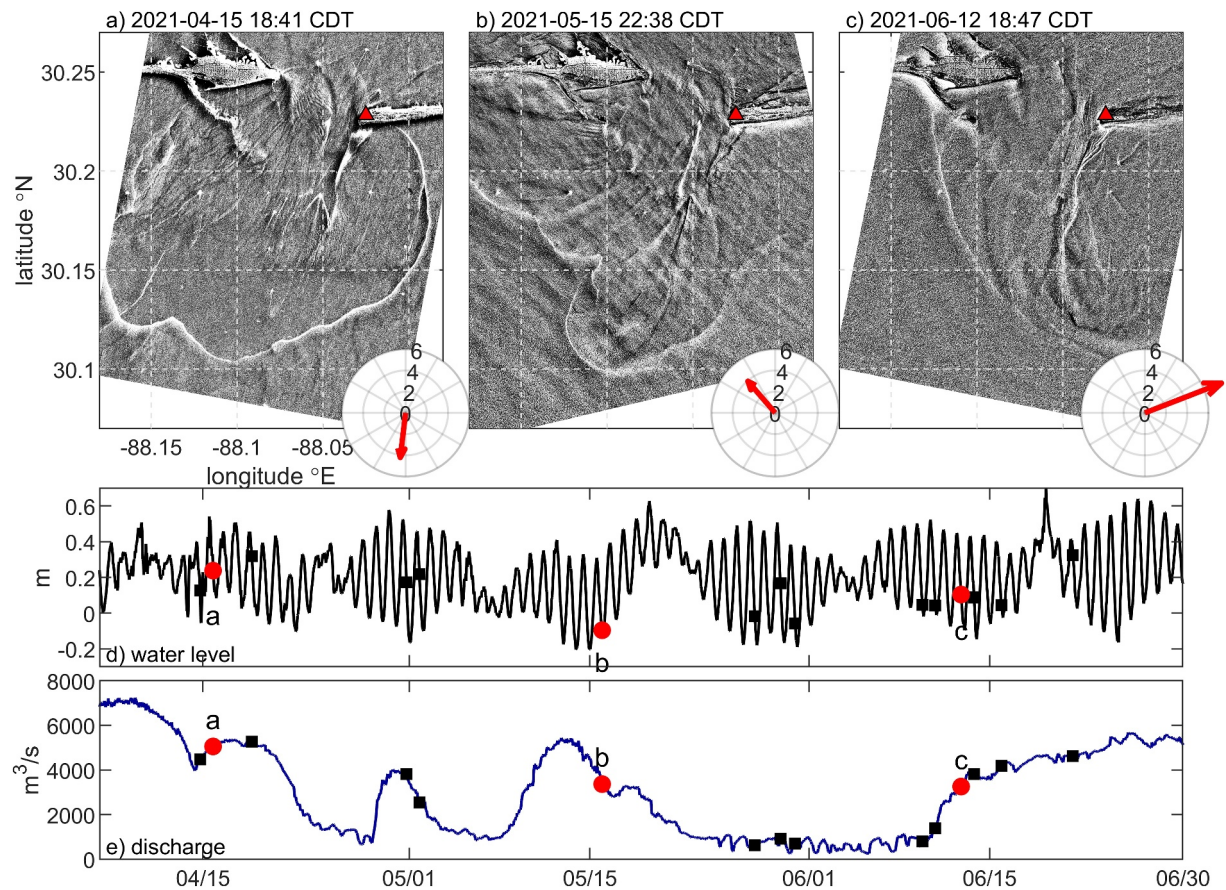 a) 2021-04-15 18:41 CDT
b) 2021-05-15 22:38 CDT
c) 2021-06-12 18:47 CDT
30.25
30.2
30.15
30.1
latitude °N
-88.15
-88.1
-88.05
longitude °E
6
4
2
0
6
4
2
0
6
4
2
0
0.6
0.4
0.2
0
-0.2
m
a
b
c
d) water level
8000
6000
4000
2000
0
m³/s
a
b
c
e) discharge
04/15
05/01
05/15
06/01
06/15
06/30